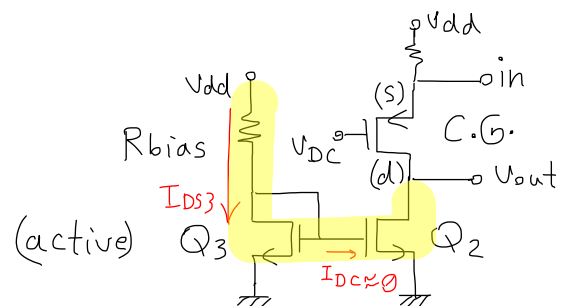 Vdd
in
(S)
C.G.
VDC
(d)
Vout
Vdd
Rbias
IDS3
(active)
Q3
Q2
IDC≈0